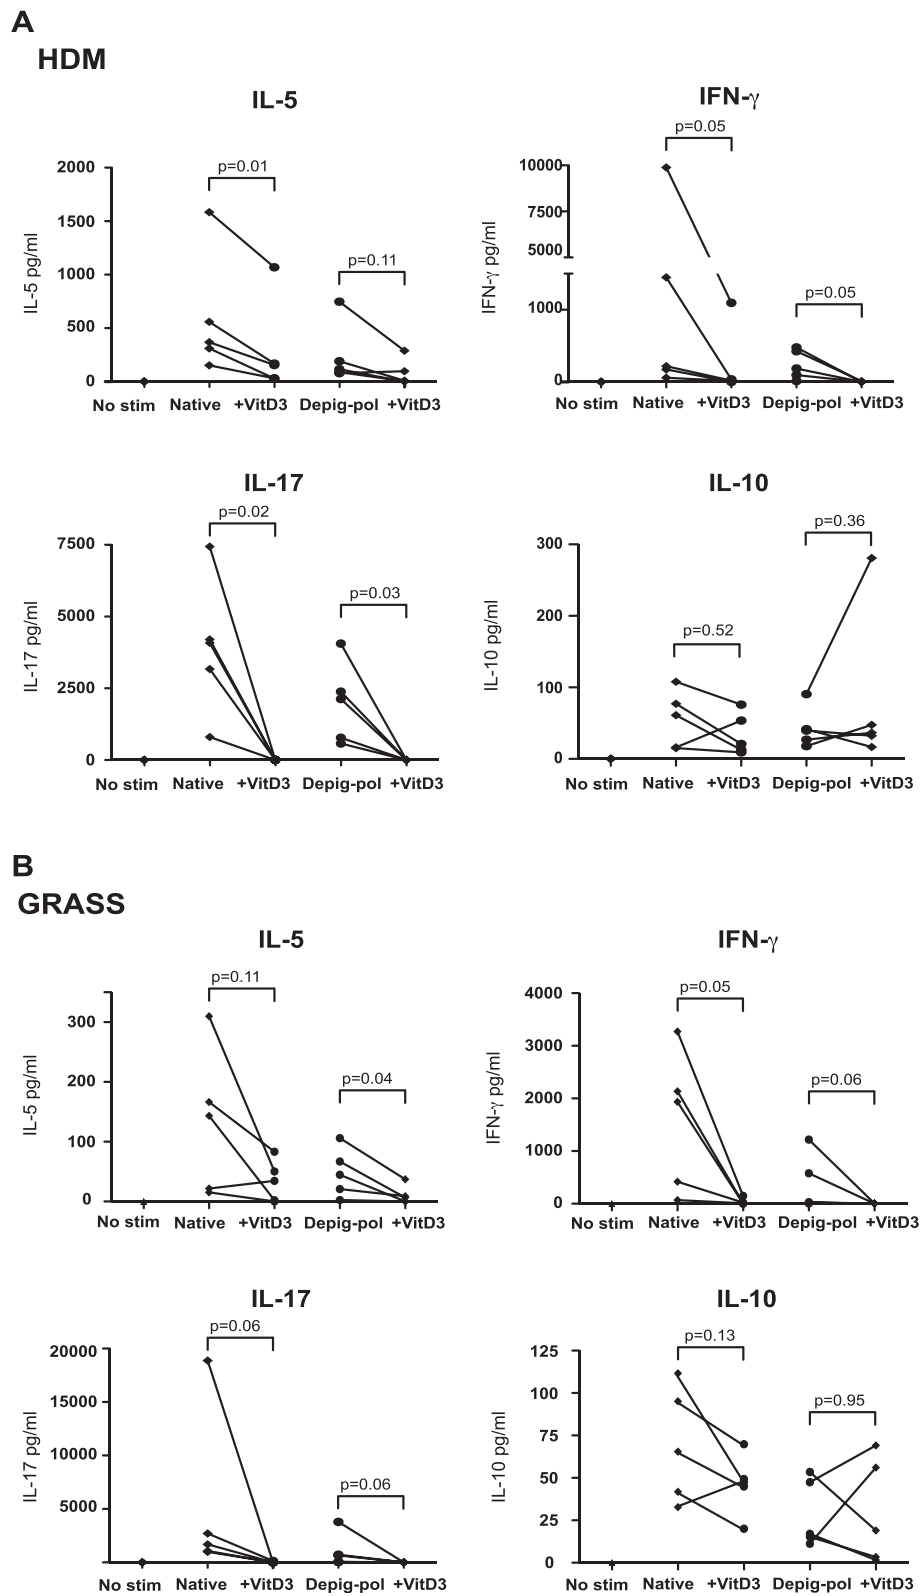 A
HDM
IL-5
p=0.01
p=0.11
2000
1500
1000
500
0
IL-5 pg/ml
No stim Native +VitD3 Depig-pol +VitD3
IFN-γ
p=0.05
p=0.05
10000
7500
5000
1000
0
IFN-γ pg/ml
No stim Native +VitD3 Depig-pol +VitD3
IL-17
p=0.02
p=0.03
7500
5000
2500
0
IL-17 pg/ml
No stim Native +VitD3 Depig-pol +VitD3
IL-10
p=0.36
p=0.52
300
200
100
0
IL-10 pg/ml
No stim Native +VitD3 Depig-pol +VitD3
B
GRASS
IL-5
p=0.11
p=0.04
300
200
100
0
IL-5 pg/ml
No stim Native +VitD3 Depig-pol +VitD3
IFN-γ
p=0.05
p=0.06
4000
3000
2000
1000
0
IFN-γ pg/ml
No stim Native +VitD3 Depig-pol +VitD3
IL-17
p=0.06
p=0.06
20000
15000
10000
5000
IL-17 pg/ml
No stim Native +VitD3 Depig-pol +VitD3
IL-10
p=0.13
p=0.95
125
100
75
50
25
0
IL-10 pg/ml
No stim Native +VitD3 Depig-pol +VitD3